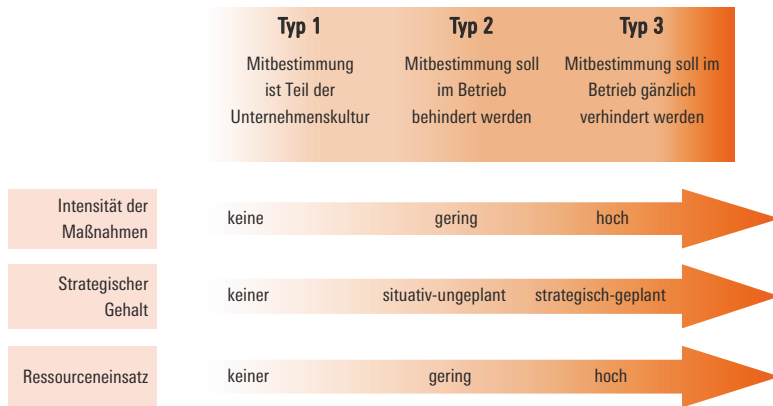 Typ 1
Mitbestimmung
ist Teil der
Unternehmenskultur
Typ 2
Mitbestimmung soll
im Betrieb
behindert werden
Typ 3
Mitbestimmung soll im
Betrieb gänzlich
verhindert werden
Intensität der
Maßnahmen
keine gering hoch
Strategischer
Gehalt
keiner situativ-ungeplant strategisch-geplant
Ressourceneinsatz
keiner gering hoch